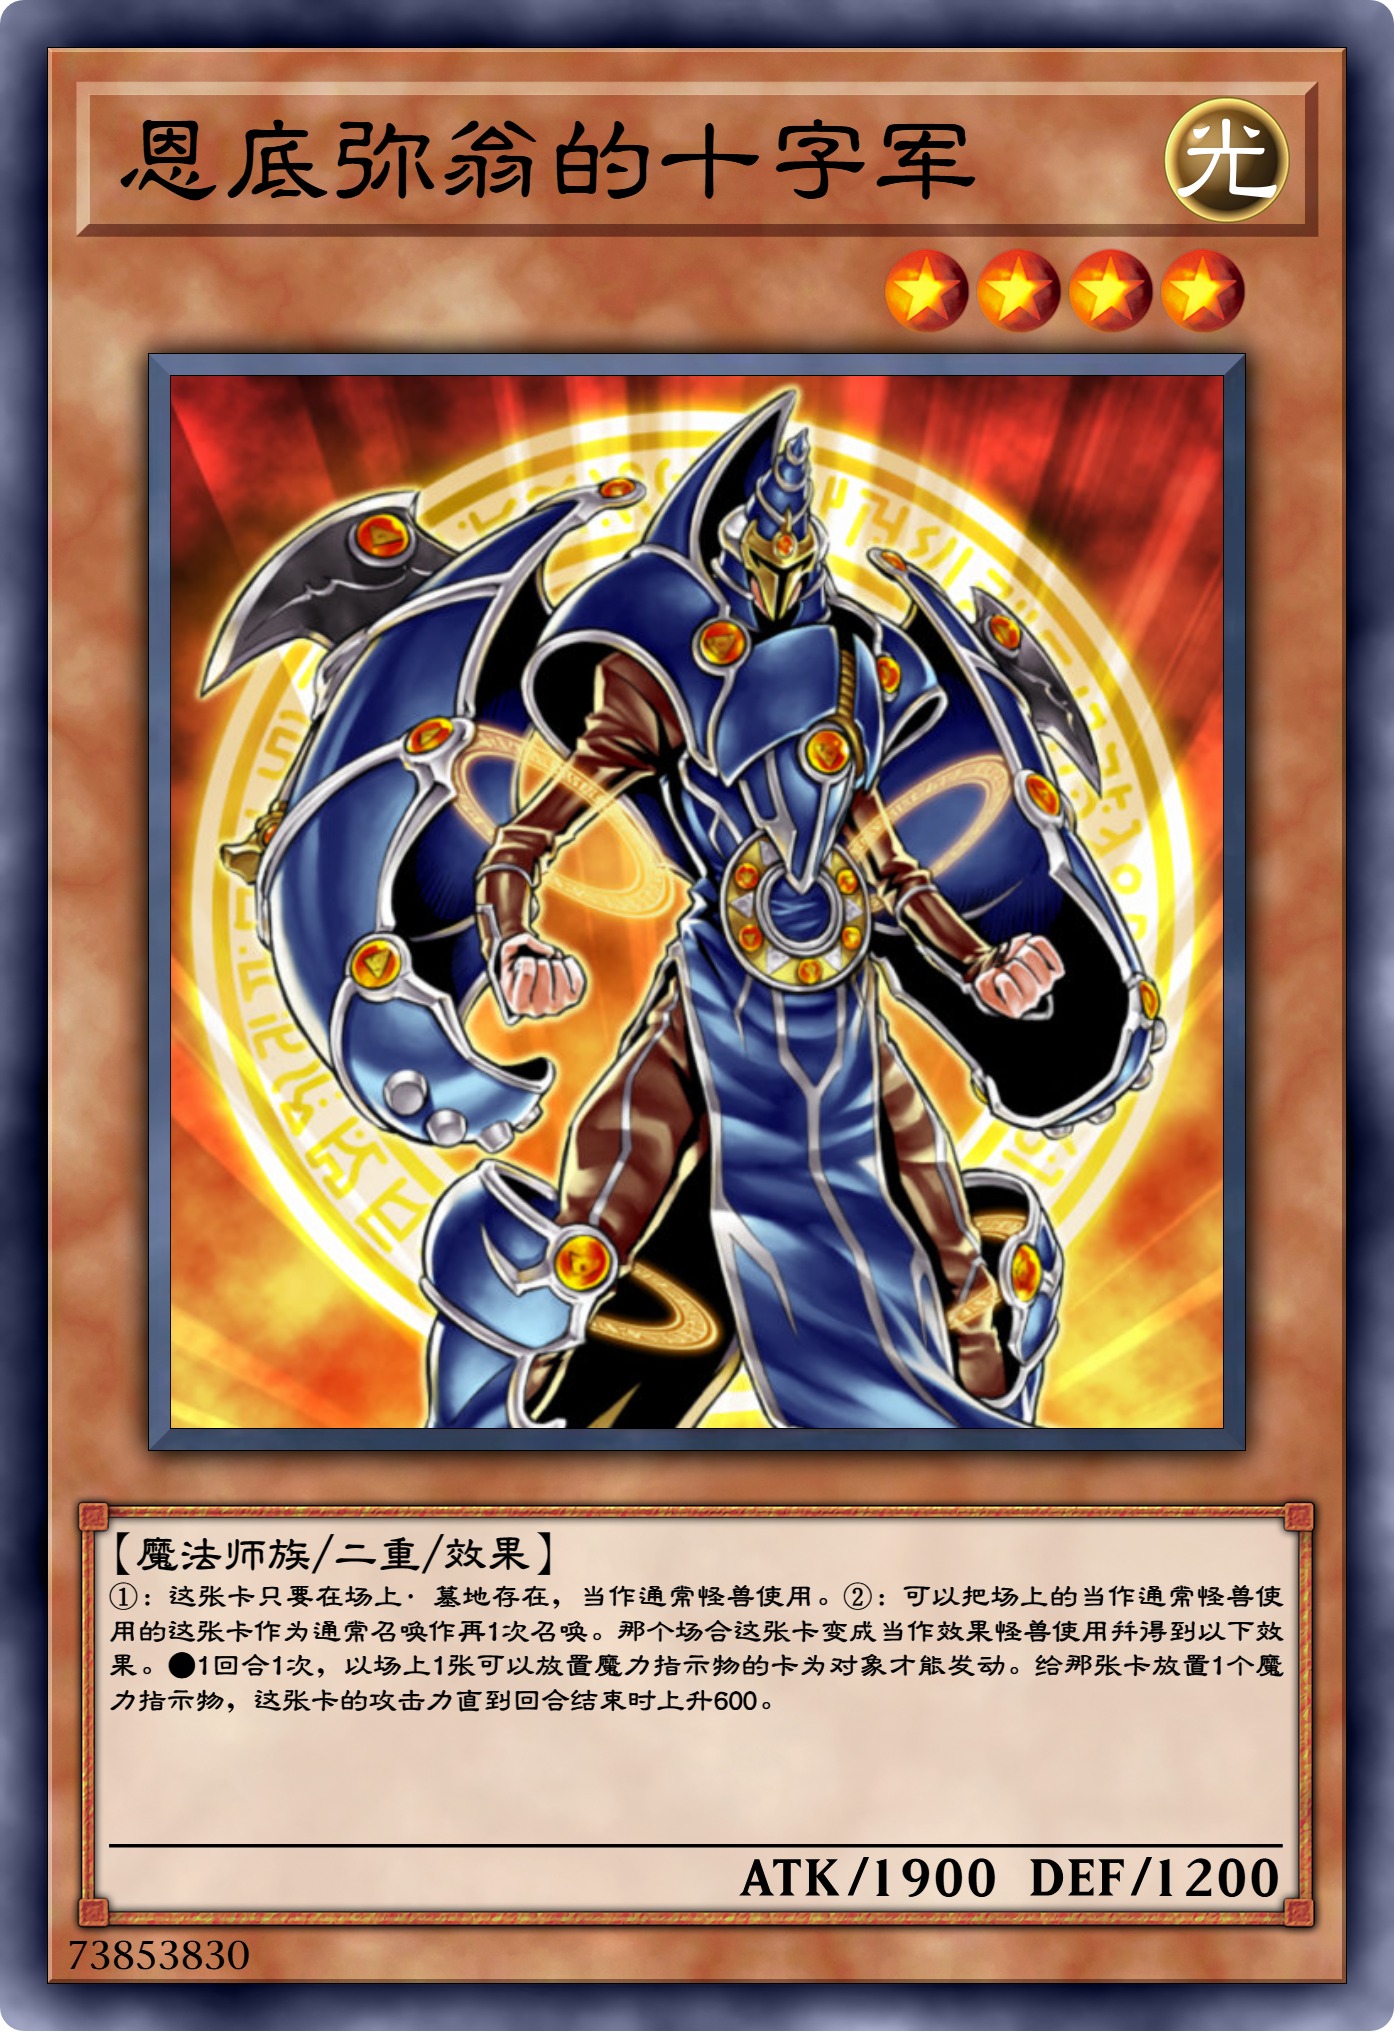 恩底弥翁的十字军
光
【魔法师族/二重/效果】
①：这张卡只要在场上·墓地存在，当作通常怪兽使用。②：可以把场上的当作通常怪兽使
用的这张卡作为通常召唤作再1次召唤。那个场合这张卡变成当作效果怪兽使用并得到以下效
果。●1回合1次，以场上1张可以放置魔力指示物的卡为对象才能发动。给那张卡放置1个魔
力指示物，这张卡的攻击力直到回合结束时上升600。
ATK/1900 DEF/1200
73853830